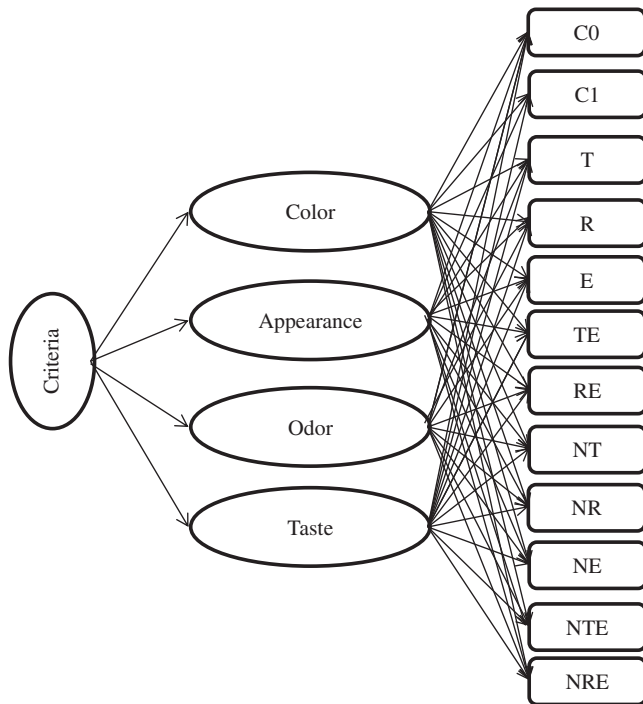 Criteria
Color
Appearance
Odor
Taste
C0
C1
T
R
E
TE
RE
NT
NR
NE
NTE
NRE